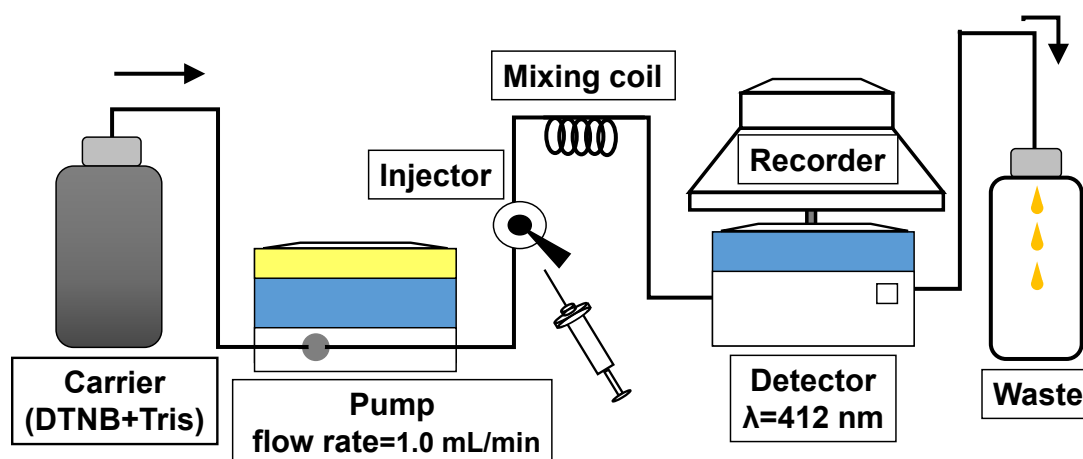 Mixing coil
Injector
Recorder
Carrier
(DTNB+Tris)
Pump
flow rate=1.0 mL/min
Detector
λ=412 nm
Waste